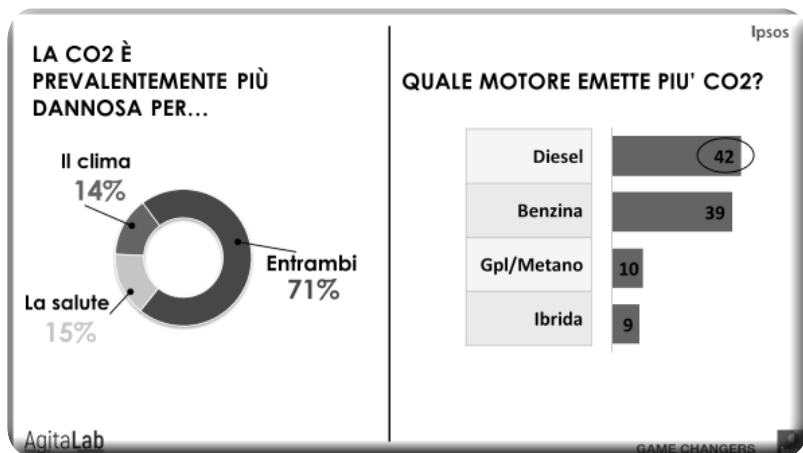 Ipsos
LA CO2 È
PREVALENTEMENTE PIÙ
DANNOSA PER...
Il clima
14%
Entrambi
71%
La salute
15%
QUALE MOTORE EMETTE PIU’ CO2?
Diesel 42
Benzina 39
Gpl/Metano 10
Ibrida 9
AgitaLab
GAME CHANGERS